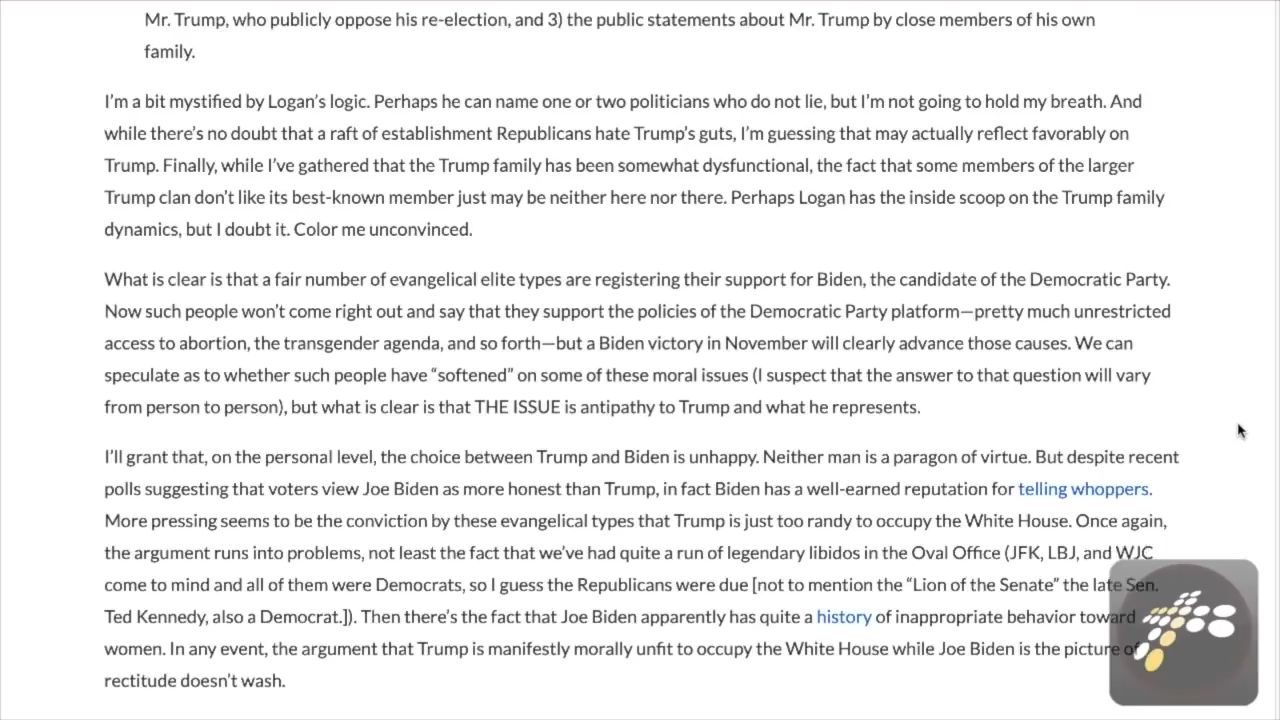 Mr. Trump, who publicly oppose his re-election, and 3) the public statements about Mr. Trump by close members of his own
family.
I’m a bit mystified by Logan’s logic. Perhaps he can name one or two politicians who do not lie, but I’m not going to hold my breath. And
while there’s no doubt that a raft of establishment Republicans hate Trump’s guts, I’m guessing that may actually reflect favorably on
Trump. Finally, while I’ve gathered that the Trump family has been somewhat dysfunctional, the fact that some members of the larger
Trump clan don’t like its best-known member just may be neither here nor there. Perhaps Logan has the inside scoop on the Trump family
dynamics, but I doubt it. Color me unconvinced.
What is clear is that a fair number of evangelical elite types are registering their support for Biden, the candidate of the Democratic Party.
Now such people won’t come right out and say that they support the policies of the Democratic Party platform—pretty much unrestricted
access to abortion, the transgender agenda, and so forth—but a Biden victory in November will clearly advance those causes. We can
speculate as to whether such people have “softened” on some of these moral issues (I suspect that the answer to that question will vary
from person to person), but what is clear is that THE ISSUE is antipathy to Trump and what he represents.
I’ll grant that, on the personal level, the choice between Trump and Biden is unhappy. Neither man is a paragon of virtue. But despite recent
polls suggesting that voters view Joe Biden as more honest than Trump, in fact Biden has a well-earned reputation for telling whoppers.
More pressing seems to be the conviction by these evangelical types that Trump is just too randy to occupy the White House. Once again,
the argument runs into problems, not least the fact that we’ve had quite a run of legendary libidos in the Oval Office (JFK, LBJ, and WJC
come to mind and all of them were Democrats, so I guess the Republicans were due [not to mention the “Lion of the Senate” the late Sen.
Ted Kennedy, also a Democrat.]). Then there’s the fact that Joe Biden apparently has quite a history of inappropriate behavior toward
women. In any event, the argument that Trump is manifestly morally unfit to occupy the White House while Joe Biden is the picture of
rectitude doesn’t wash.